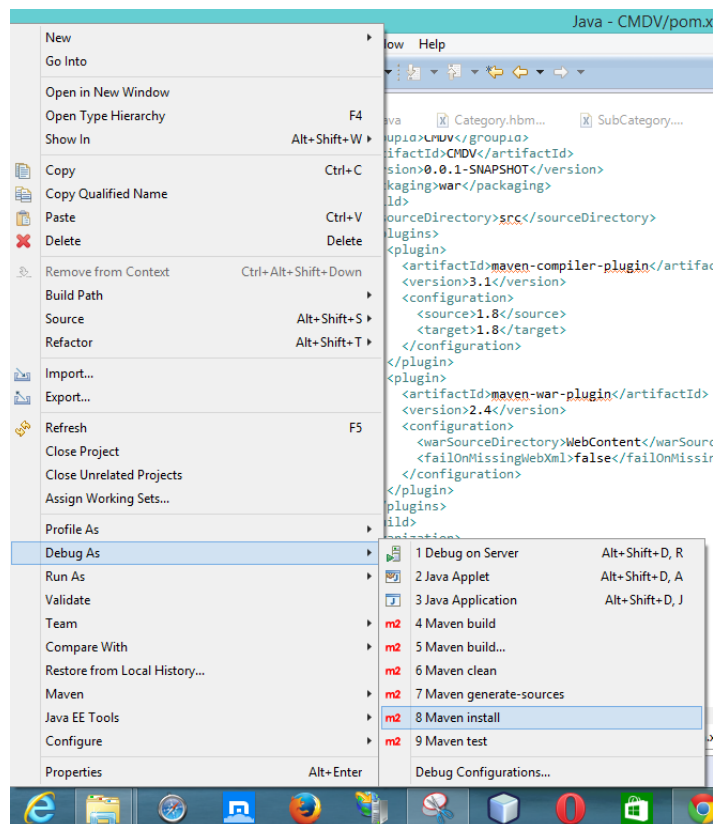 Java - CMDV/pom.x
New
Go Into
Open in New Window
Open Type Hierarchy F4
Show In Alt+Shift+W
Copy Ctrl+C
Copy Qualified Name
Paste Ctrl+V
Delete Delete
Remove from Context Ctrl+Alt+Shift+Down
Build Path
Source Alt+Shift+S
Refactor Alt+Shift+T
Import...
Export...
Refresh F5
Close Project
Close Unrelated Projects
Assign Working Sets...
Profile As
Debug As
Run As
Validate
Team
Compare With
Restore from Local History...
Maven
Java EE Tools
Configure
Properties Alt+Enter
low Help
ava Category.hbm... SubCategory....
upId>CMDV</groupId>
ifactId>CMDV</artifactId>
sion>0.0.1-SNAPSHOT</version>
kaging>war</packaging>
ld>
ourceDirectory>src</sourceDirectory>
lugins>
<plugin>
<artifactId>maven-compiler-plugin</artifac
<version>3.1</version>
<configuration>
<source>1.8</source>
<target>1.8</target>
</configuration>
</plugin>
<plugin>
<artifactId>maven-war-plugin</artifactId>
<version>2.4</version>
<configuration>
<warSourceDirectory>WebContent</warSourc
<failOnMissingWebXml>false</failOnMissin
</configuration>
</plugin>
plugins>
ild>
1 Debug on Server Alt+Shift+D, R
2 Java Applet Alt+Shift+D, A
3 Java Application Alt+Shift+D, J
m2 4 Maven build
m2 5 Maven build...
m2 6 Maven clean
m2 7 Maven generate-sources
m2 8 Maven install
m2 9 Maven test
Debug Configurations...